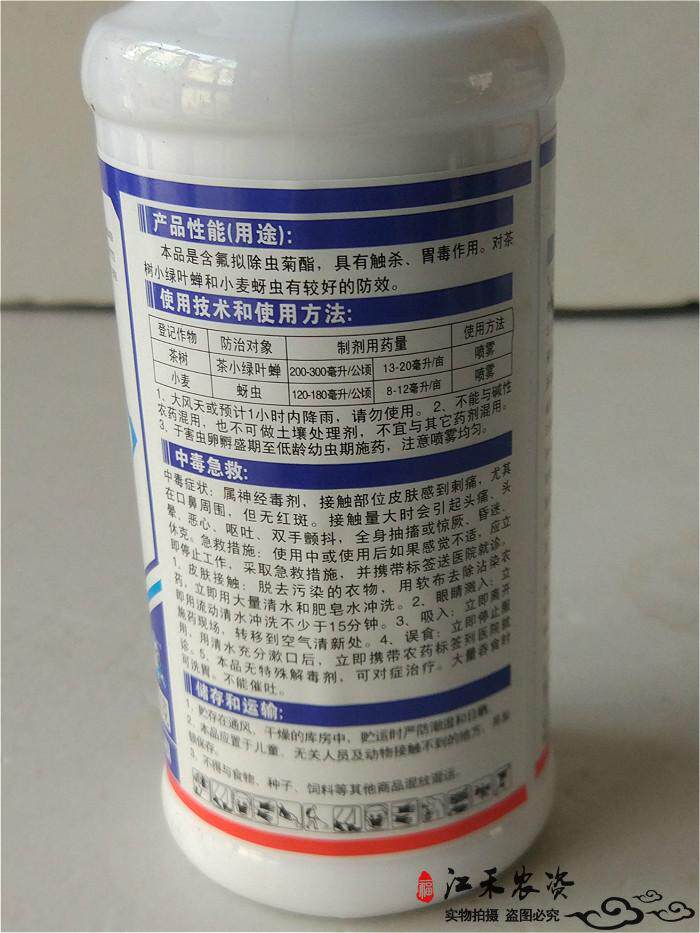 产品性能(用途):
本品是含氟拟除虫菊酯，具有触杀、胃毒作用。对茶
树小绿叶蝉和小麦蚜虫有较好的防效。
使用技术和使用方法:
登记作物 防治对象 制剂用药量 使用方法
茶树 茶小绿叶蝉 200-300毫升/公顷 13-20毫升/亩 喷雾
小麦 蚜虫 120-180毫升/公顷 8-12毫升/亩 喷雾
1、大风天或预计1小时内降雨，请勿使用。2、不能与碱性
农药混用，也不可做土壤处理剂，不宜与其它药剂混用。
3、于害虫卵孵盛期至低龄幼虫期施药，注意喷雾均匀。
中毒急救:
中毒症状：属神经毒剂，接触部位皮肤感到刺痛，尤其
在口鼻周围，但无红斑。接触量大时会引起头痛、头
晕、恶心、呕吐、双手颤抖，全身抽搐或惊厥、昏迷、
休克。急救措施：使用中或使用后如果感觉不适，应立
即停止工作，采取急救措施，并携带标签送医院就诊。
1、皮肤接触：脱去污染的衣物，用软布去除沾染农
药，立即用大量清水和肥皂水冲洗。2、眼睛溅入：立
即用流动清水冲洗不少于15分钟。3、吸入：立即离开
施药现场，转移到空气清新处。4、误食：立即停止服
用，用清水充分漱口后，立即携带农药标签到医院就
诊。5、本品无特殊解毒剂，可对症治疗。大量吞食时
可洗胃。不能催吐。
储存和运输:
1、贮存在通风、干燥的库房中，贮运时严防潮湿和日晒。
2、本品应置于儿童、无关人员及动物接触不到的地方，并加
锁保存。
3、不得与食物、种子、饲料等其他商品混放混运。
福
江禾农资
实物拍摄 盗图必究